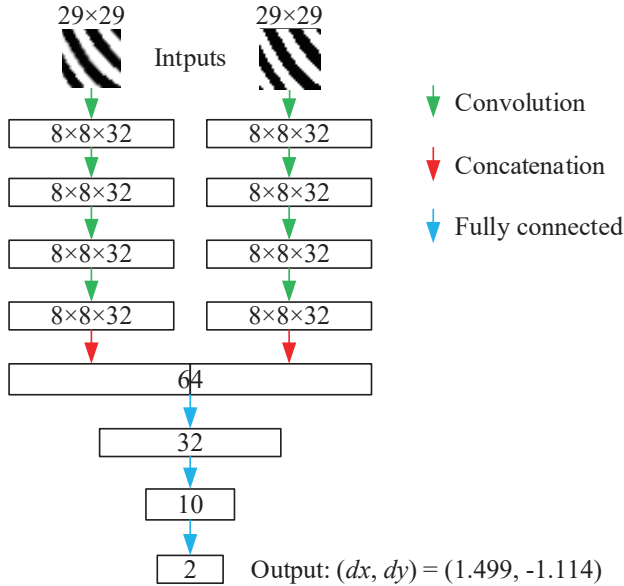 29×29 29×29
Intputs
Convolution
8×8×32 8×8×32
Concatenation
8×8×32 8×8×32
Fully connected
8×8×32 8×8×32
8×8×32 8×8×32
64
32
10
2 Output: (dx, dy) = (1.499, -1.114)